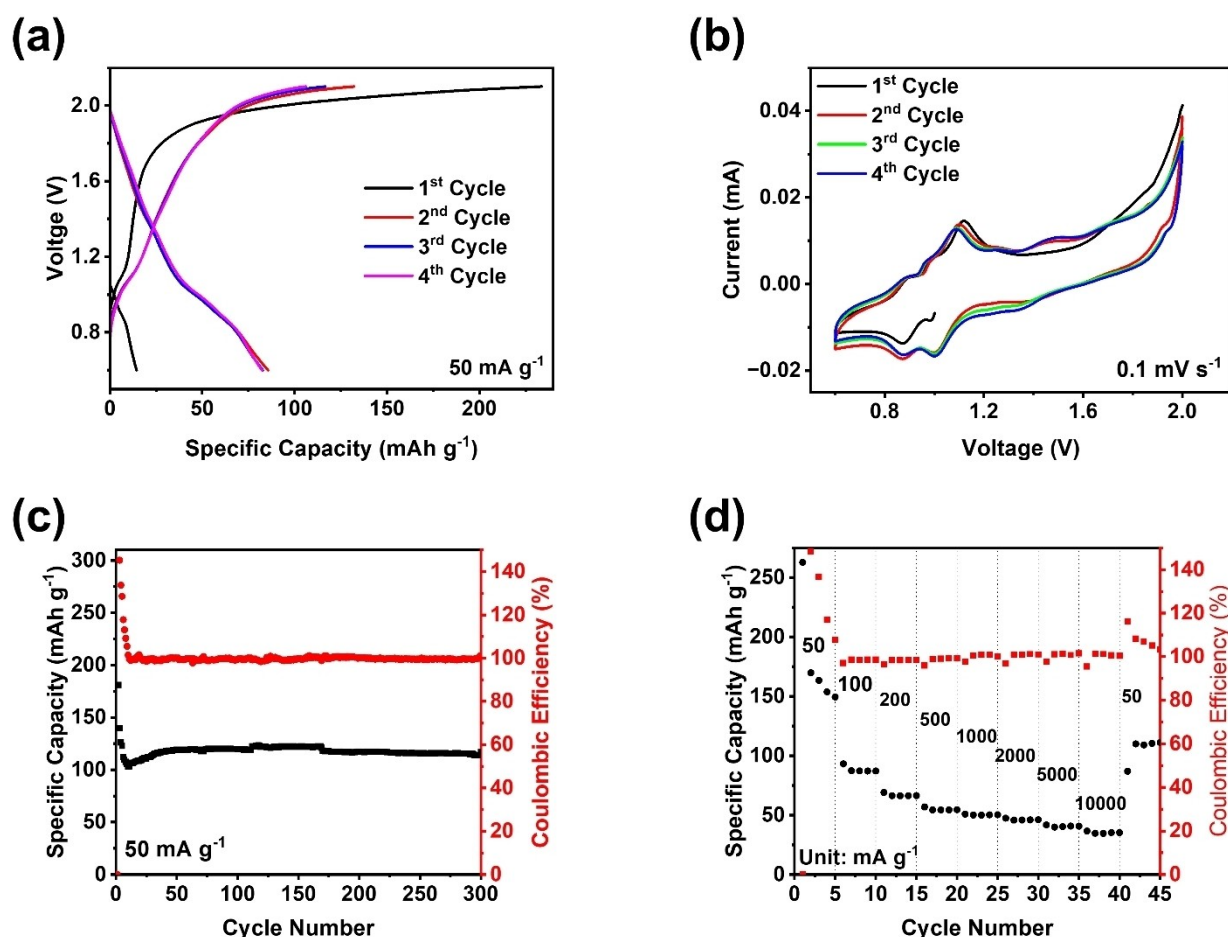 (a)
2.0
1.6
1.2
0.8
Voltge (V)
1st Cycle
2nd Cycle
3rd Cycle
4th Cycle
50 mA g-1
0 50 100 150 200
Specific Capacity (mAh g-1)
(b)
0.04
0.02
0.00
−0.02
Current (mA)
1st Cycle
2nd Cycle
3rd Cycle
4th Cycle
0.1 mV s-1
0.8 1.2 1.6 2.0
Voltage (V)
(c)
300
250
200
150
100
50
0
Specific Capacity (mAh g-1)
50 mA g-1
140
120
100
80
60
40
20
0
Coulombic Efficiency (%)
0 50 100 150 200 250 300
Cycle Number
(d)
250
200
150
100
50
0
Specific Capacity (mAh g-1)
50
100
200
500
1000
2000
5000
10000
50
Unit: mA g-1
140
120
100
80
60
40
20
0
Coulombic Efficiency (%)
0 5 10 15 20 25 30 35 40 45
Cycle Number